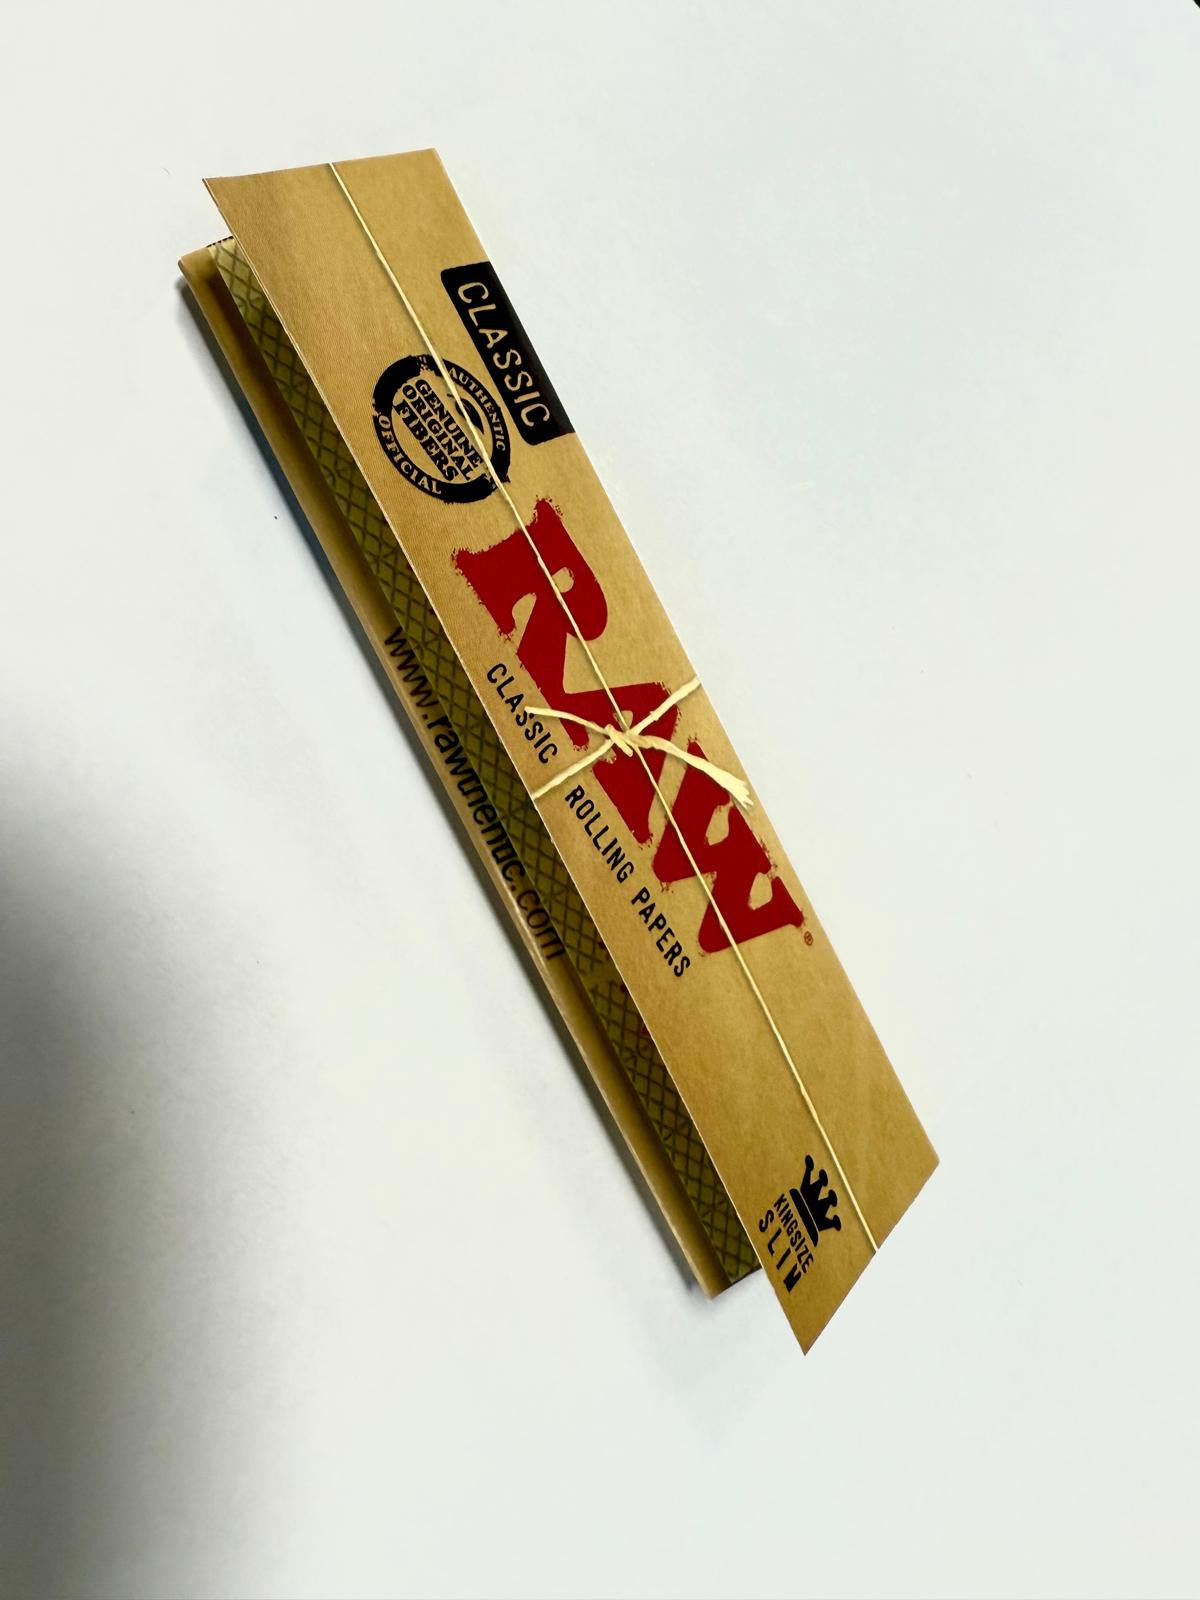 CLASSIC
AUTHENTIC
GENUINE
ORIGINAL
FIBERS
OFFICIAL
RAW®
CLASSIC ROLLING PAPERS
KINGSIZE
SLIM
www.rawthentic.com